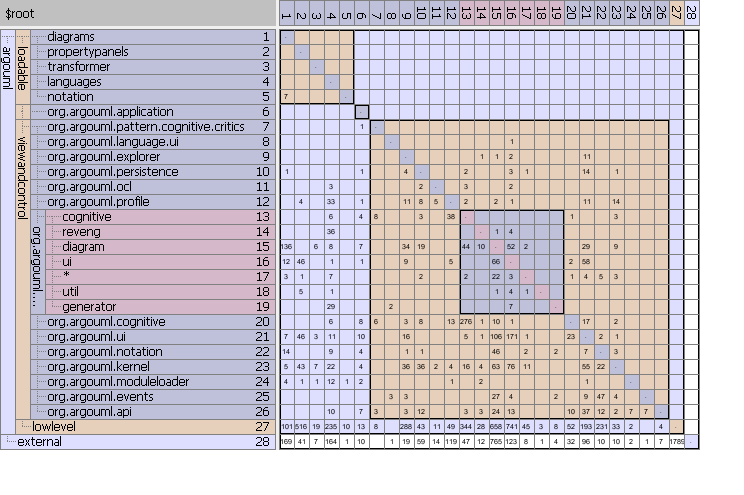 $root 1 2 3 4 5 6 7 8 9 10 11 12 13 14 15 16 17 18 19 20 21 22 23 24 25 26 27 28
argouml
loadable
diagrams 1 -
propertypanels 2 -
transformer 3 -
languages 4 -
notation 5 7 -
org.argouml.application 6 -
viewandcontrol
org.argouml.pattern.cognitive.critics 7 1 -
org.argouml.language.ui 8 - 1
org.argouml.explorer 9 - 1 1 2 11
org.argouml.persistence 10 1 1 4 - 2 3 1 14 1
org.argouml.ocl 11 4 2 - 3 2
org.argouml.profile 12 4 33 1 11 8 5 - 2 2 1 11 14
org.argouml....
cognitive 13 6 4 8 3 38 - 1 3
reveng 14 4 - 1 4
diagram 15 136 6 8 7 34 19 44 10 - 52 2 29 9
ui 16 12 46 1 1 9 5 66 - 2 58
* 17 3 1 7 2 2 22 3 - 1 4 5 3
util 18 5 1 1 4 1 -
generator 19 29 2 7 -
org.argouml.cognitive 20 6 8 6 3 2 13 276 1 10 1 - 17 1
org.argouml.ui 21 7 46 3 11 10 16 5 106 171 1 23 - 2 1
org.argouml.notation 22 14 9 4 1 1 46 2 2 7 - 2
org.argouml.kernel 23 5 43 7 22 4 36 36 2 4 16 63 76 11 55 22 -
org.argouml.moduleloader 24 4 1 1 12 1 2 1 2 -
org.argouml.events 25 3 3 27 4 2 9 47 4 -
org.argouml.api 26 10 7 3 3 12 3 3 24 13 10 37 12 2 7 6 -
lowlevel 27 101 516 19 235 10 13 8 288 43 11 49 344 28 658 741 45 3 8 52 193 231 33 2 4 -
external 28 169 41 7 164 1 10 1 19 59 14 119 47 12 765 123 8 1 4 32 96 10 10 2 1 7 1789 -